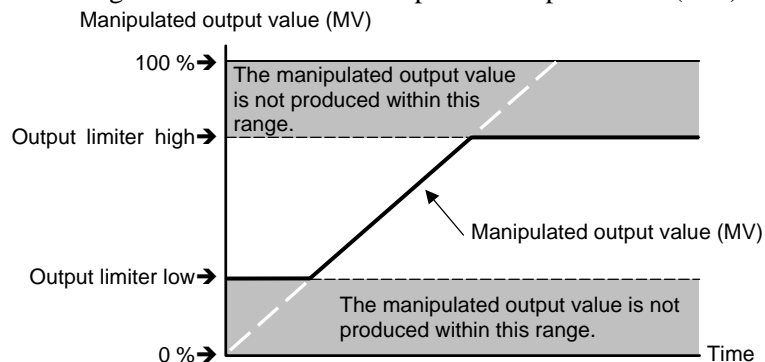 Manipulated output value (MV)
100 %➔
The manipulated output value
is not produced within this
range.
Output limiter high➔
Manipulated output value (MV)
Output limiter low➔
The manipulated output value is not
produced within this range.
0 %➔
Time